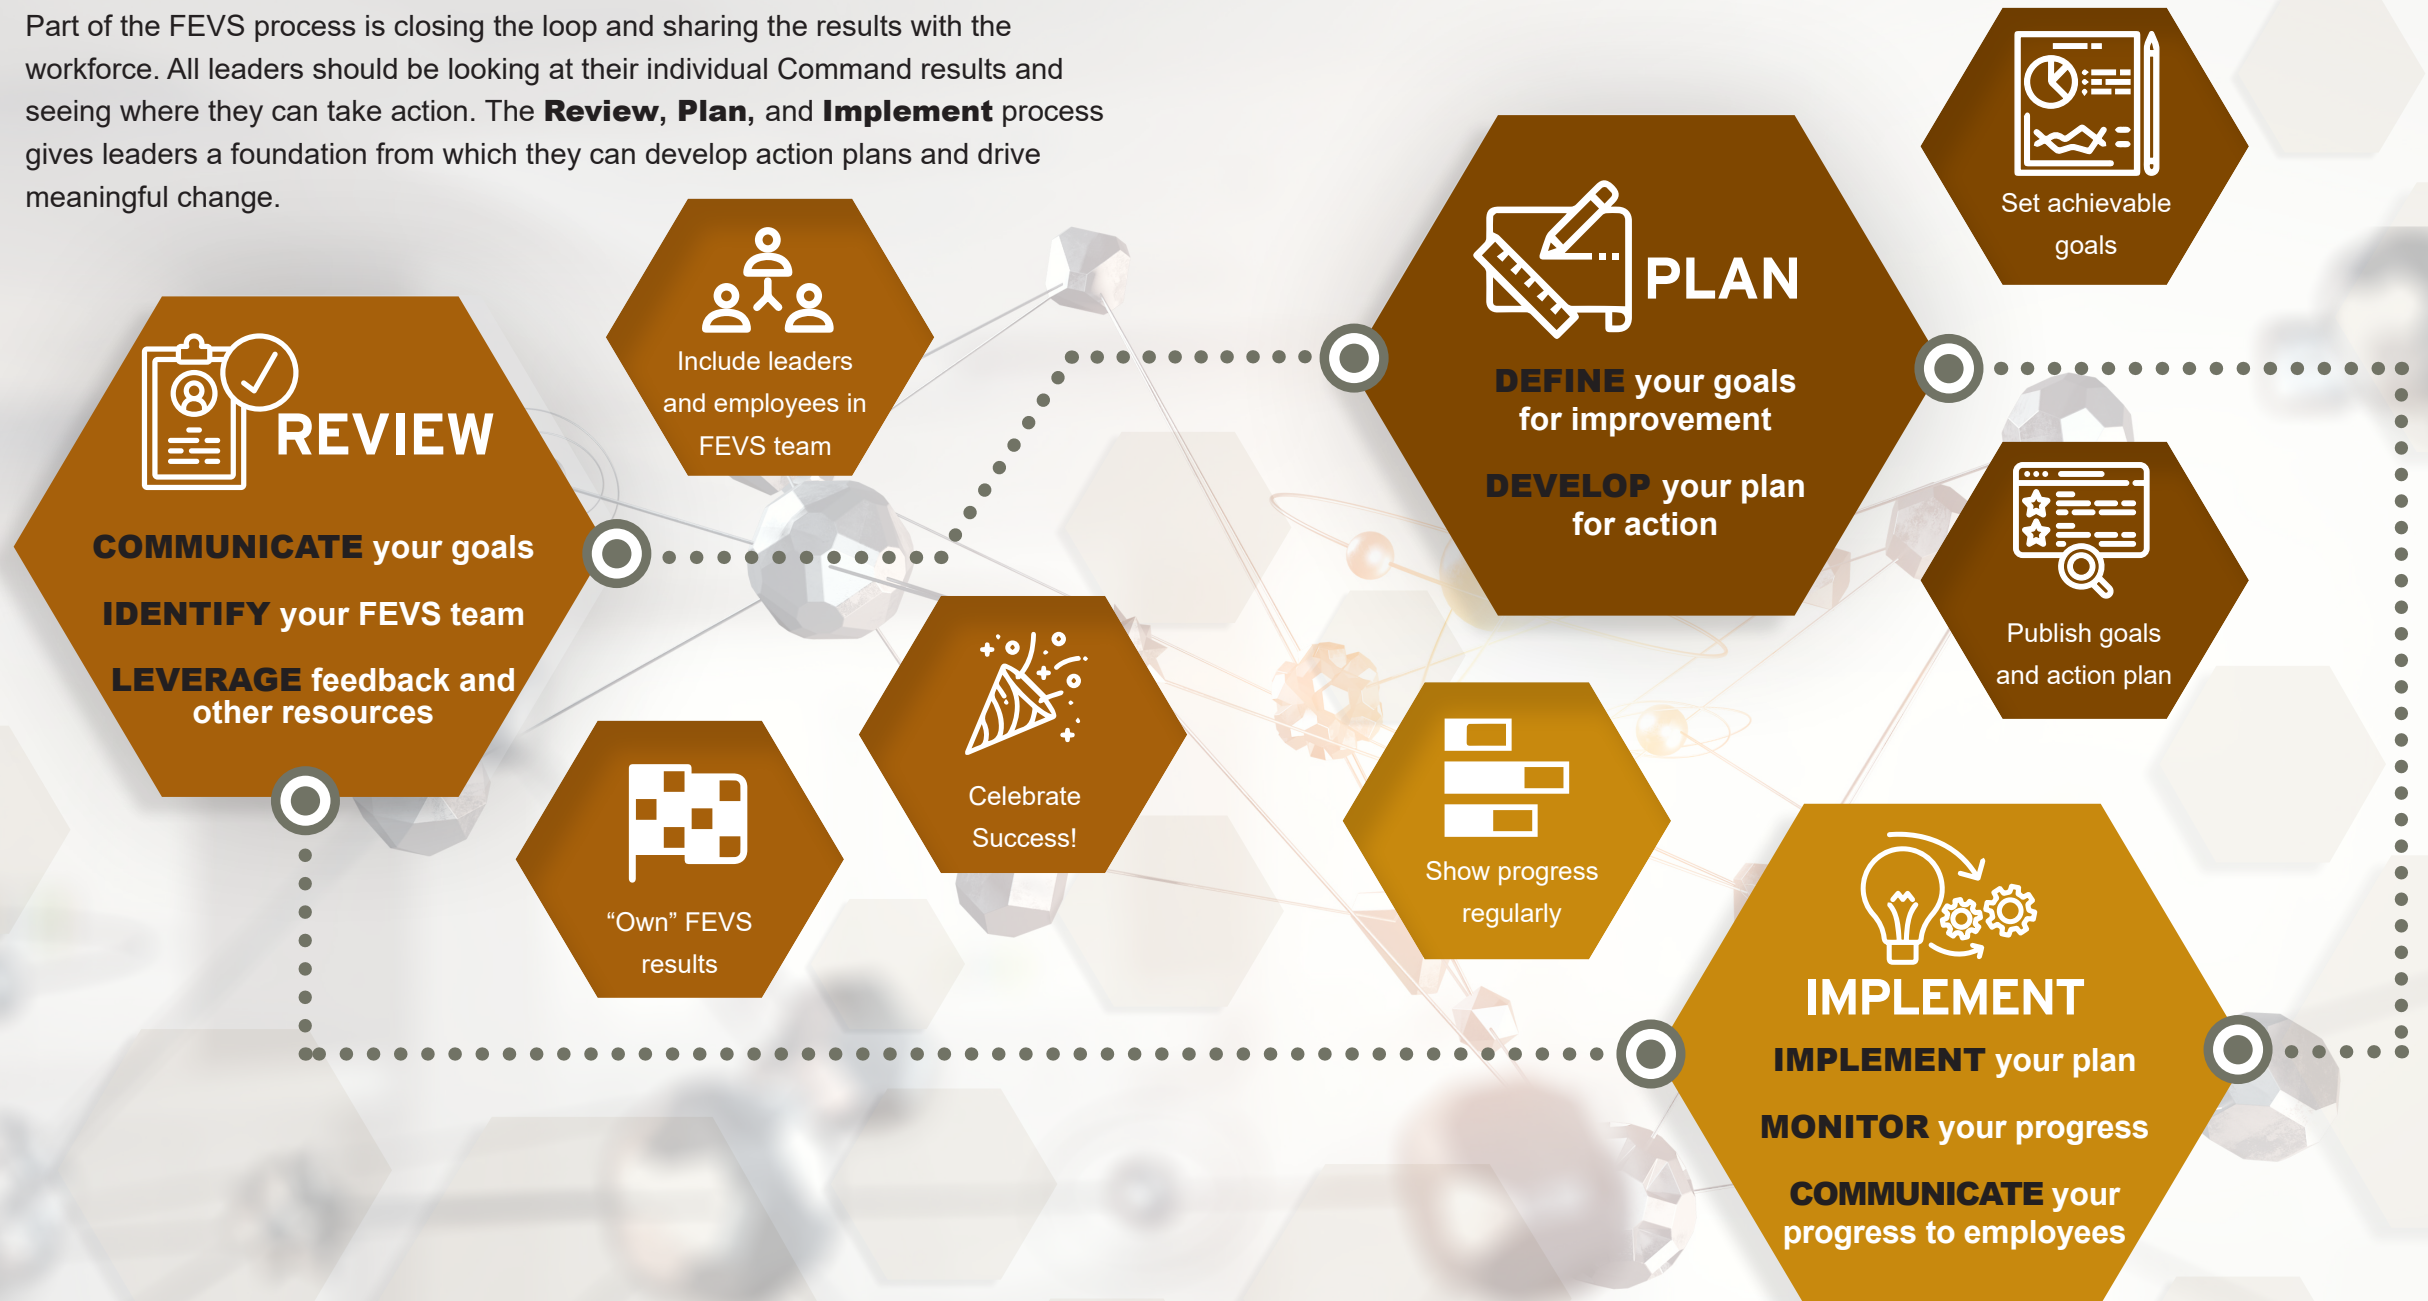 Part of the FEVS process is closing the loop and sharing the results with the
workforce. All leaders should be looking at their individual Command results and
seeing where they can take action. The Review, Plan, and Implement process
gives leaders a foundation from which they can develop action plans and drive
meaningful change.
REVIEW
COMMUNICATE your goals
IDENTIFY your FEVS team
LEVERAGE feedback and
other resources
Include leaders
and employees in
FEVS team
“Own” FEVS
results
Celebrate
Success!
PLAN
DEFINE your goals
for improvement
DEVELOP your plan
for action
Set achievable
goals
Publish goals
and action plan
Show progress
regularly
IMPLEMENT
IMPLEMENT your plan
MONITOR your progress
COMMUNICATE your
progress to employees